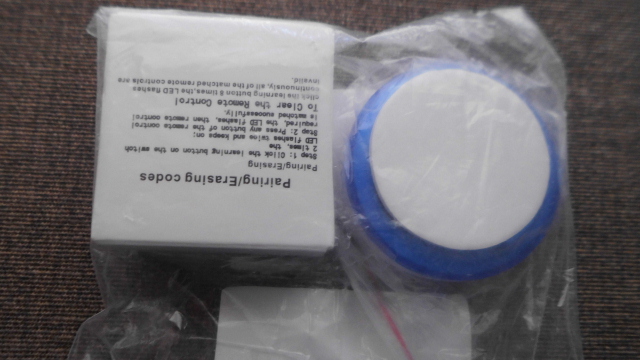 Pairing/Erasing codes
Pairing/Erasing
Step 1: Click the learning button on the switch
2 times, the
LED flashes twice and keeps on;
Step 2: Press any button of the remote control
required, the LED flashes, then remote control
is matched successfully.
To Clear the Remote Control
click the learning button 8 times, the LED flashes
continuously, all of the matched remote controls are
invalid.